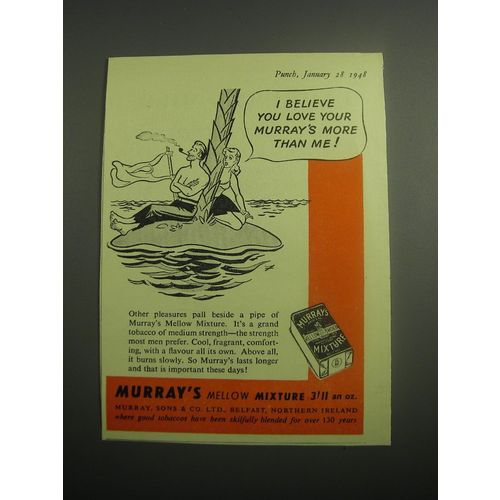 Punch, January 28 1948
I BELIEVE
YOU LOVE YOUR
MURRAY'S MORE
THAN ME!
Other pleasures pall beside a pipe of
Murray's Mellow Mixture. It's a grand
tobacco of medium strength—the strength
most men prefer. Cool, fragrant, comfort-
ing, with a flavour all its own. Above all,
it burns slowly. So Murray's lasts longer
and that is important these days!
MURRAY'S
MELLOW
MIXTURE
MURRAY'S MELLOW MIXTURE 3/11 an oz.
MURRAY, SONS & CO. LTD., BELFAST, NORTHERN IRELAND
where good tobaccos have been skilfully blended for over 130 years